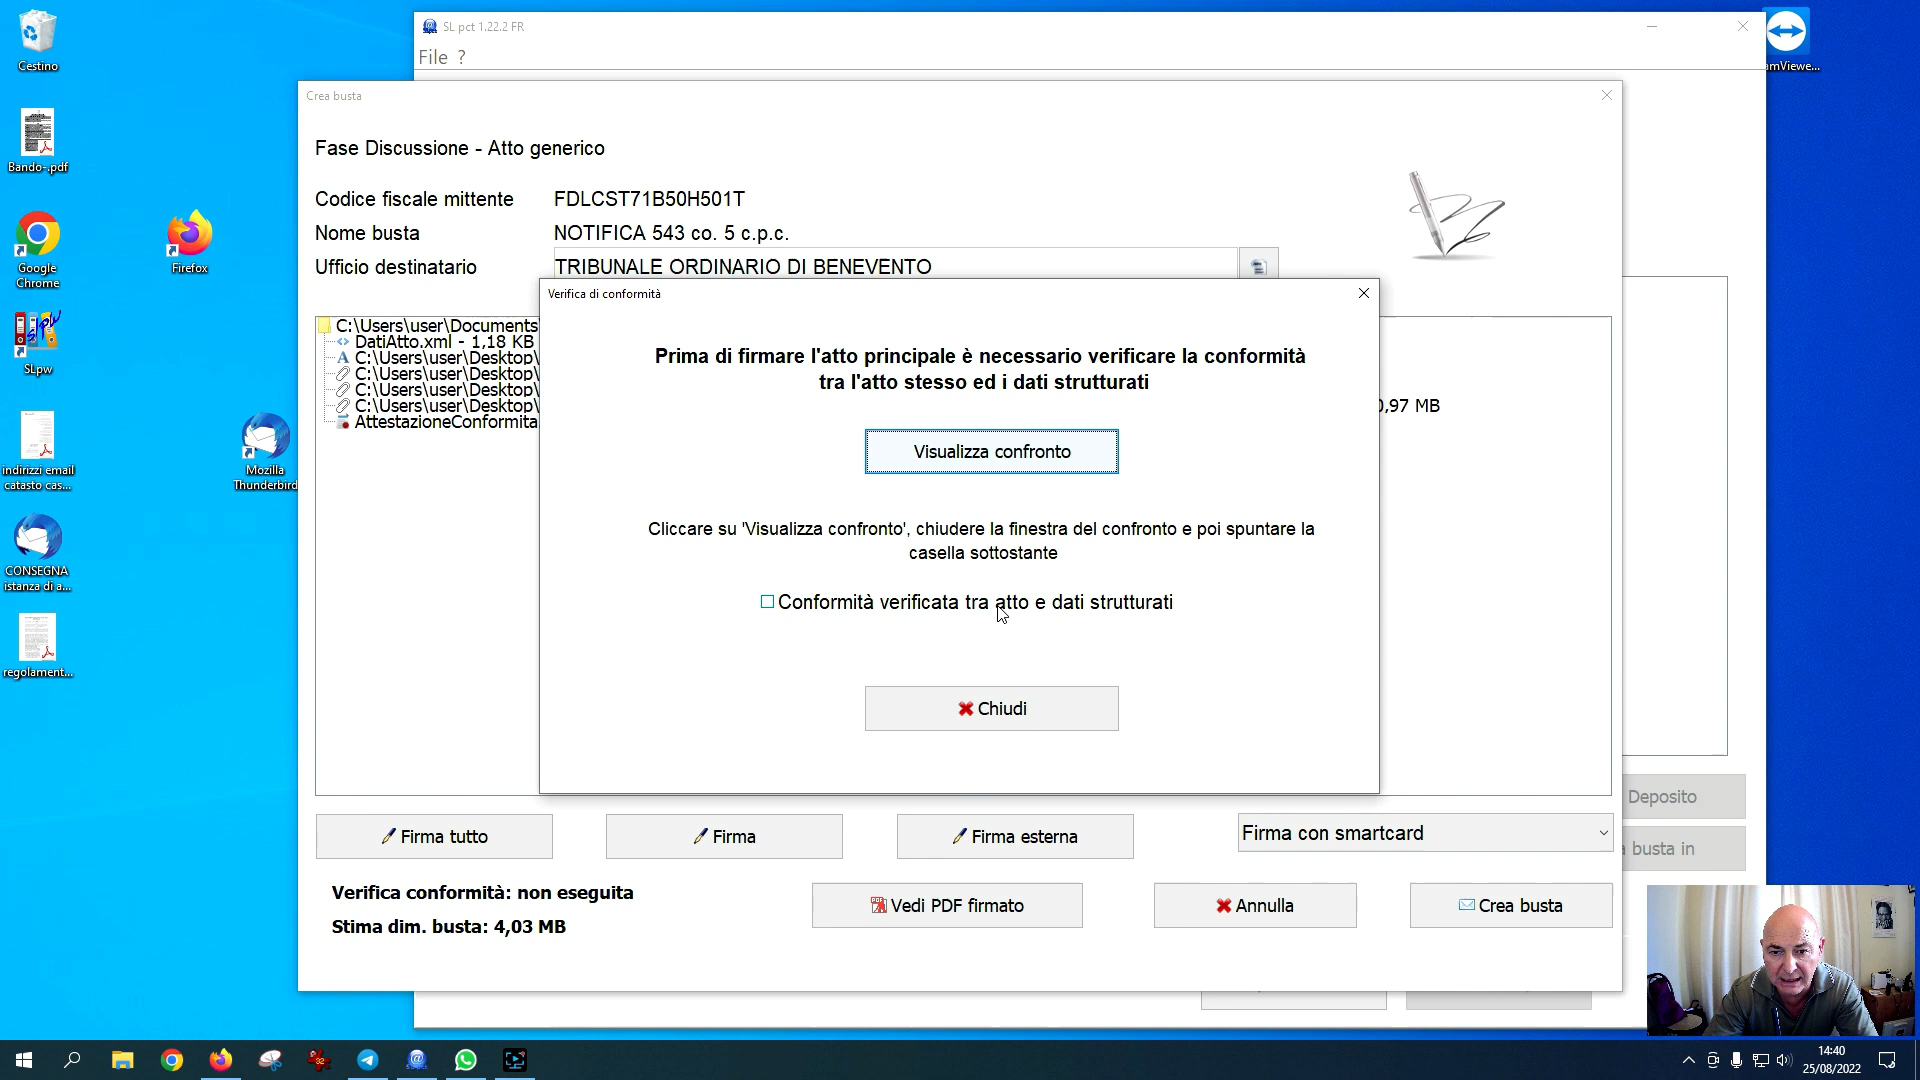 SL pct 1.22.2 FR
File ?
Crea busta
Fase Discussione - Atto generico
Codice fiscale mittente FDLCST71B50H501T
Nome busta NOTIFICA 543 co. 5 c.p.c.
Ufficio destinatario TRIBUNALE ORDINARIO DI BENEVENTO
C:\Users\user\Documents
DatiAtto.xml - 1,18 KB
C:\Users\user\Desktop\
C:\Users\user\Desktop\
C:\Users\user\Desktop\
C:\Users\user\Desktop\
0,97 MB
AttestazioneConformita
Verifica di conformità
Prima di firmare l'atto principale è necessario verificare la conformità
tra l'atto stesso ed i dati strutturati
Visualizza confronto
Cliccare su 'Visualizza confronto', chiudere la finestra del confronto e poi spuntare la
casella sottostante
Conformità verificata tra atto e dati strutturati
Chiudi
Firma tutto
Firma
Firma esterna
Firma con smartcard
Verifica conformità: non eseguita
Stima dim. busta: 4,03 MB
Vedi PDF firmato
Annulla
Crea busta
Deposito
busta in
Cestino
Bando-.pdf
Google
Chrome
Firefox
SLpw
indirizzi email
catasto cas...
Mozilla
Thunderbird
CONSEGNA
istanza di a...
regolament...
amViewe...
14:40
25/08/2022